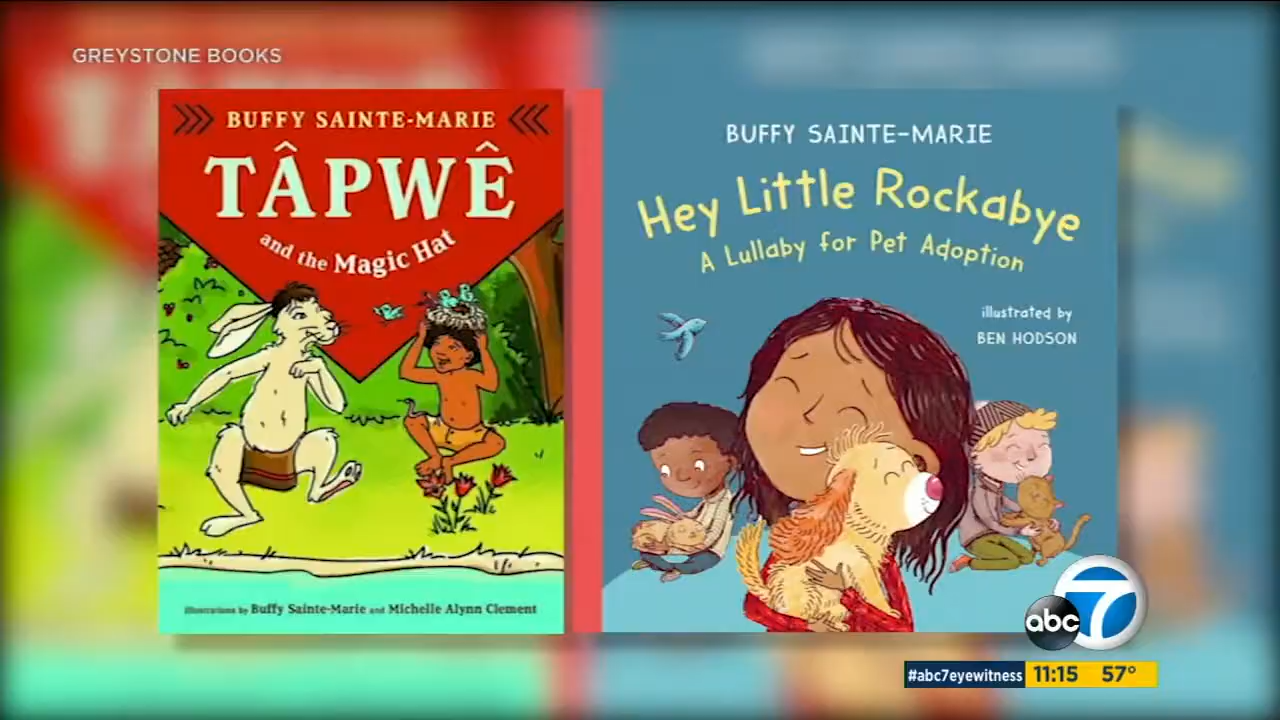 GREYSTONE BOOKS
BUFFY SAINTE-MARIE
TÂPWÊ
and the Magic Hat
illustrations by Buffy Sainte-Marie and Michelle Alynn Clement
BUFFY SAINTE-MARIE
Hey Little Rockabye
A Lullaby for Pet Adoption
illustrated by
BEN HODSON
abc 7
#abc7eyewitness 11:15 57°